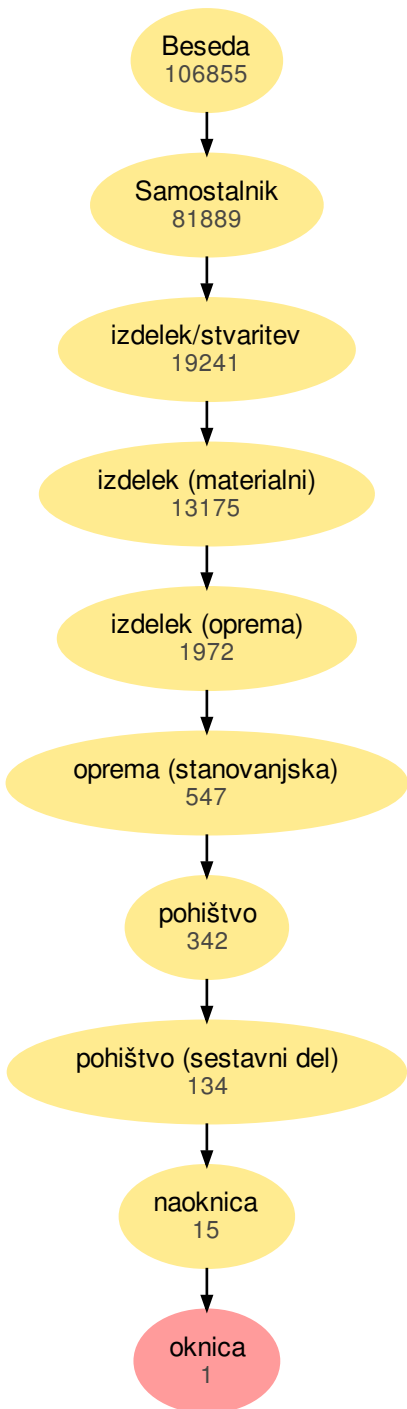 Beseda
106855
Samostalnik
81889
izdelek/stvaritev
19241
izdelek (materialni)
13175
izdelek (oprema)
1972
oprema (stanovanjska)
547
pohištvo
342
pohištvo (sestavni del)
134
naoknica
15
oknica
1